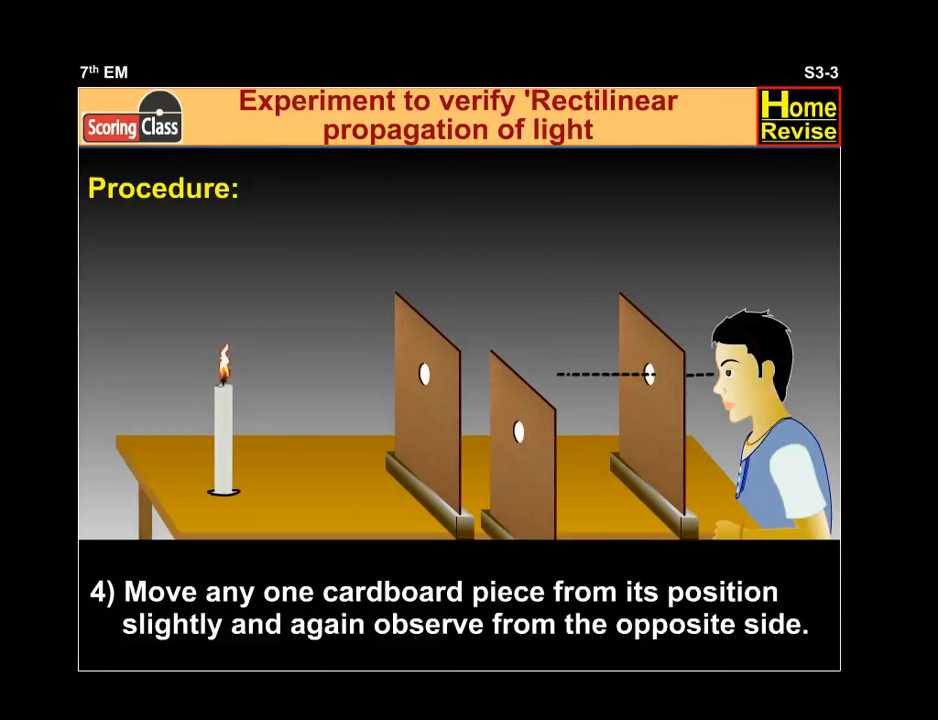 7th EM
S3-3
Scoring Class
Experiment to verify 'Rectilinear
propagation of light
Home
Revise
Procedure:
4) Move any one cardboard piece from its position
slightly and again observe from the opposite side.